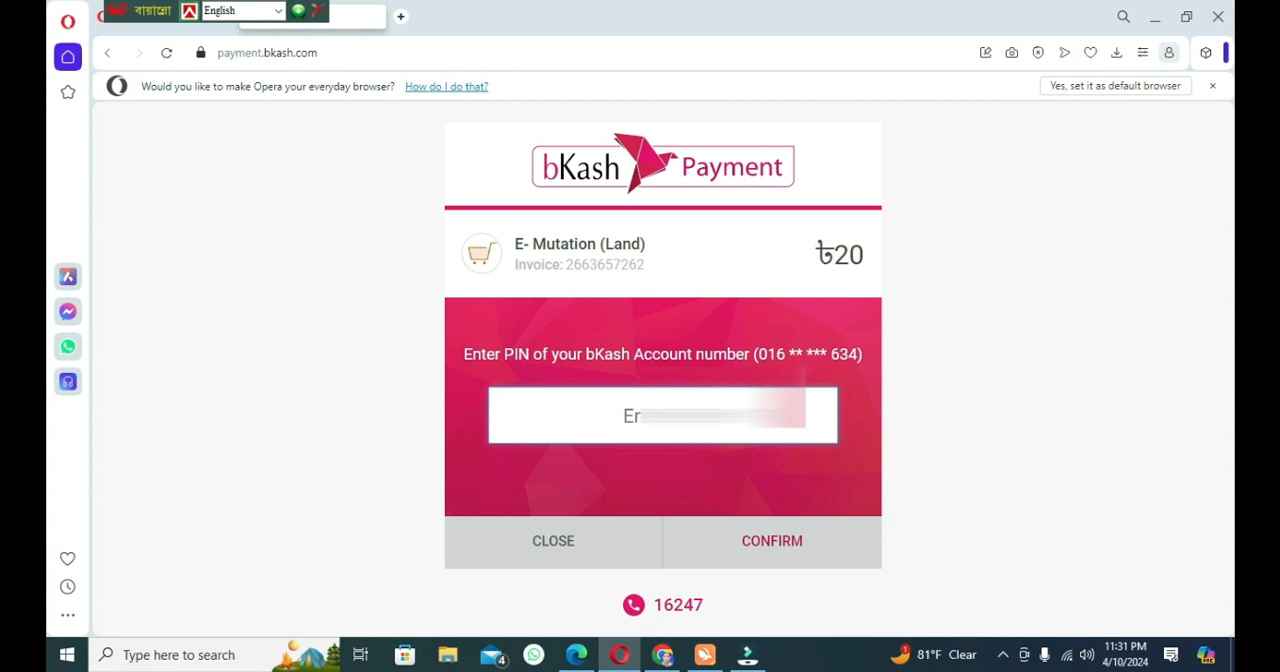 বায়ান্নো English
payment.bkash.com
Would you like to make Opera your everyday browser? How do I do that? Yes, set it as default browser
bKash Payment
E- Mutation (Land)
৳20
Invoice: 2663657262
Enter PIN of your bKash Account number (016 ** *** 634)
Er
CLOSE CONFIRM
16247
Type here to search
4
81°F Clear
11:31 PM
4/10/2024